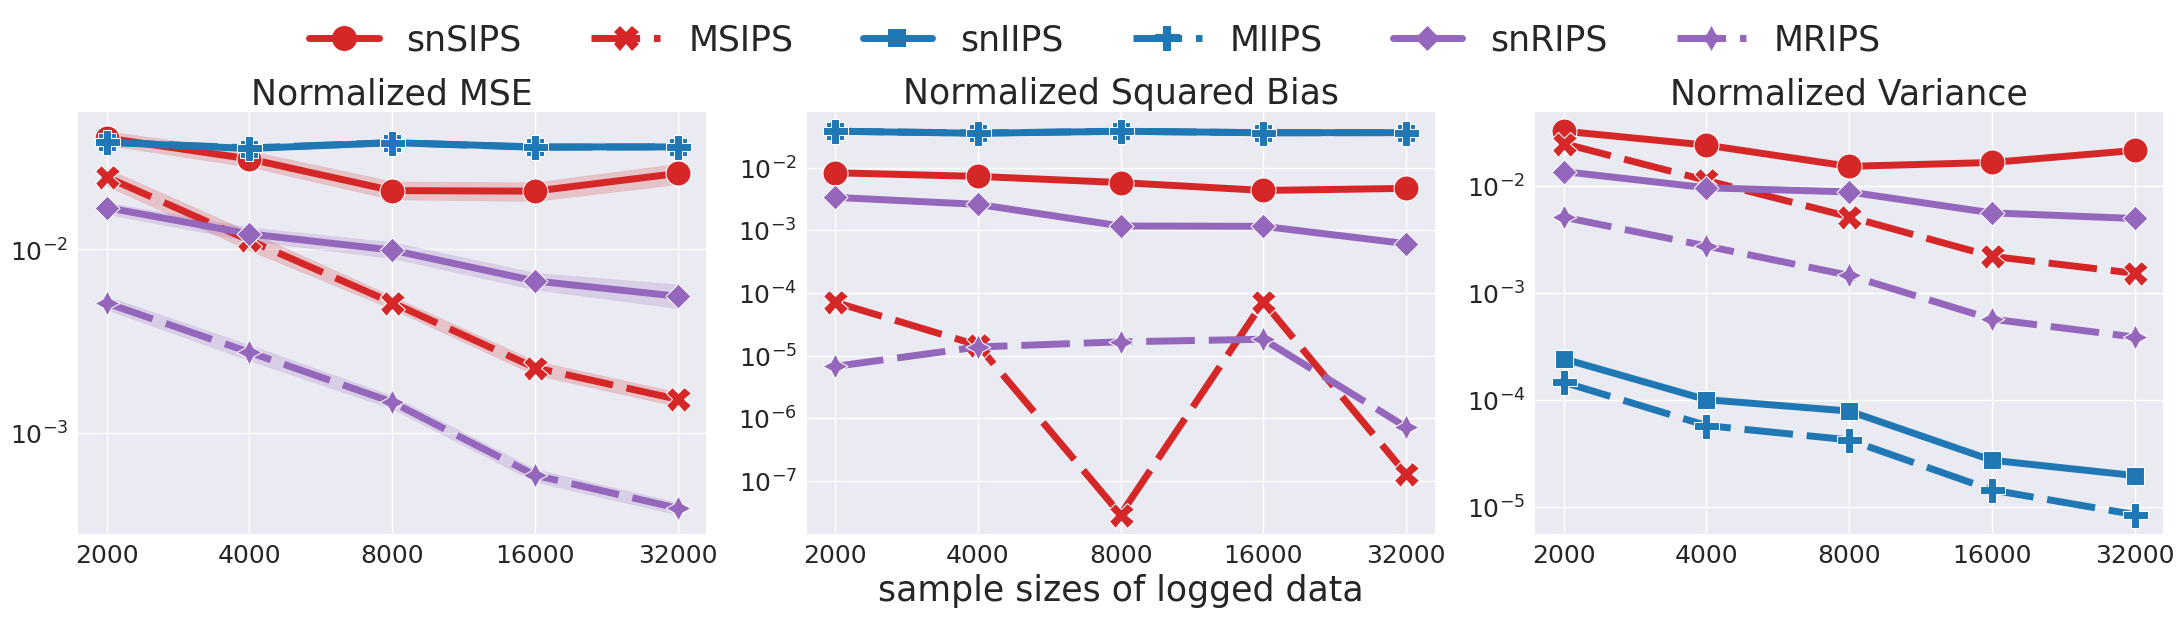 snSIPS MSIPS snIIPS MIIPS snRIPS MRIPS
Normalized MSE
10⁻²
10⁻³
2000 4000 8000 16000 32000
Normalized Squared Bias
10⁻²
10⁻³
10⁻⁴
10⁻⁵
10⁻⁶
10⁻⁷
2000 4000 8000 16000 32000
Normalized Variance
10⁻²
10⁻³
10⁻⁴
10⁻⁵
2000 4000 8000 16000 32000
sample sizes of logged data